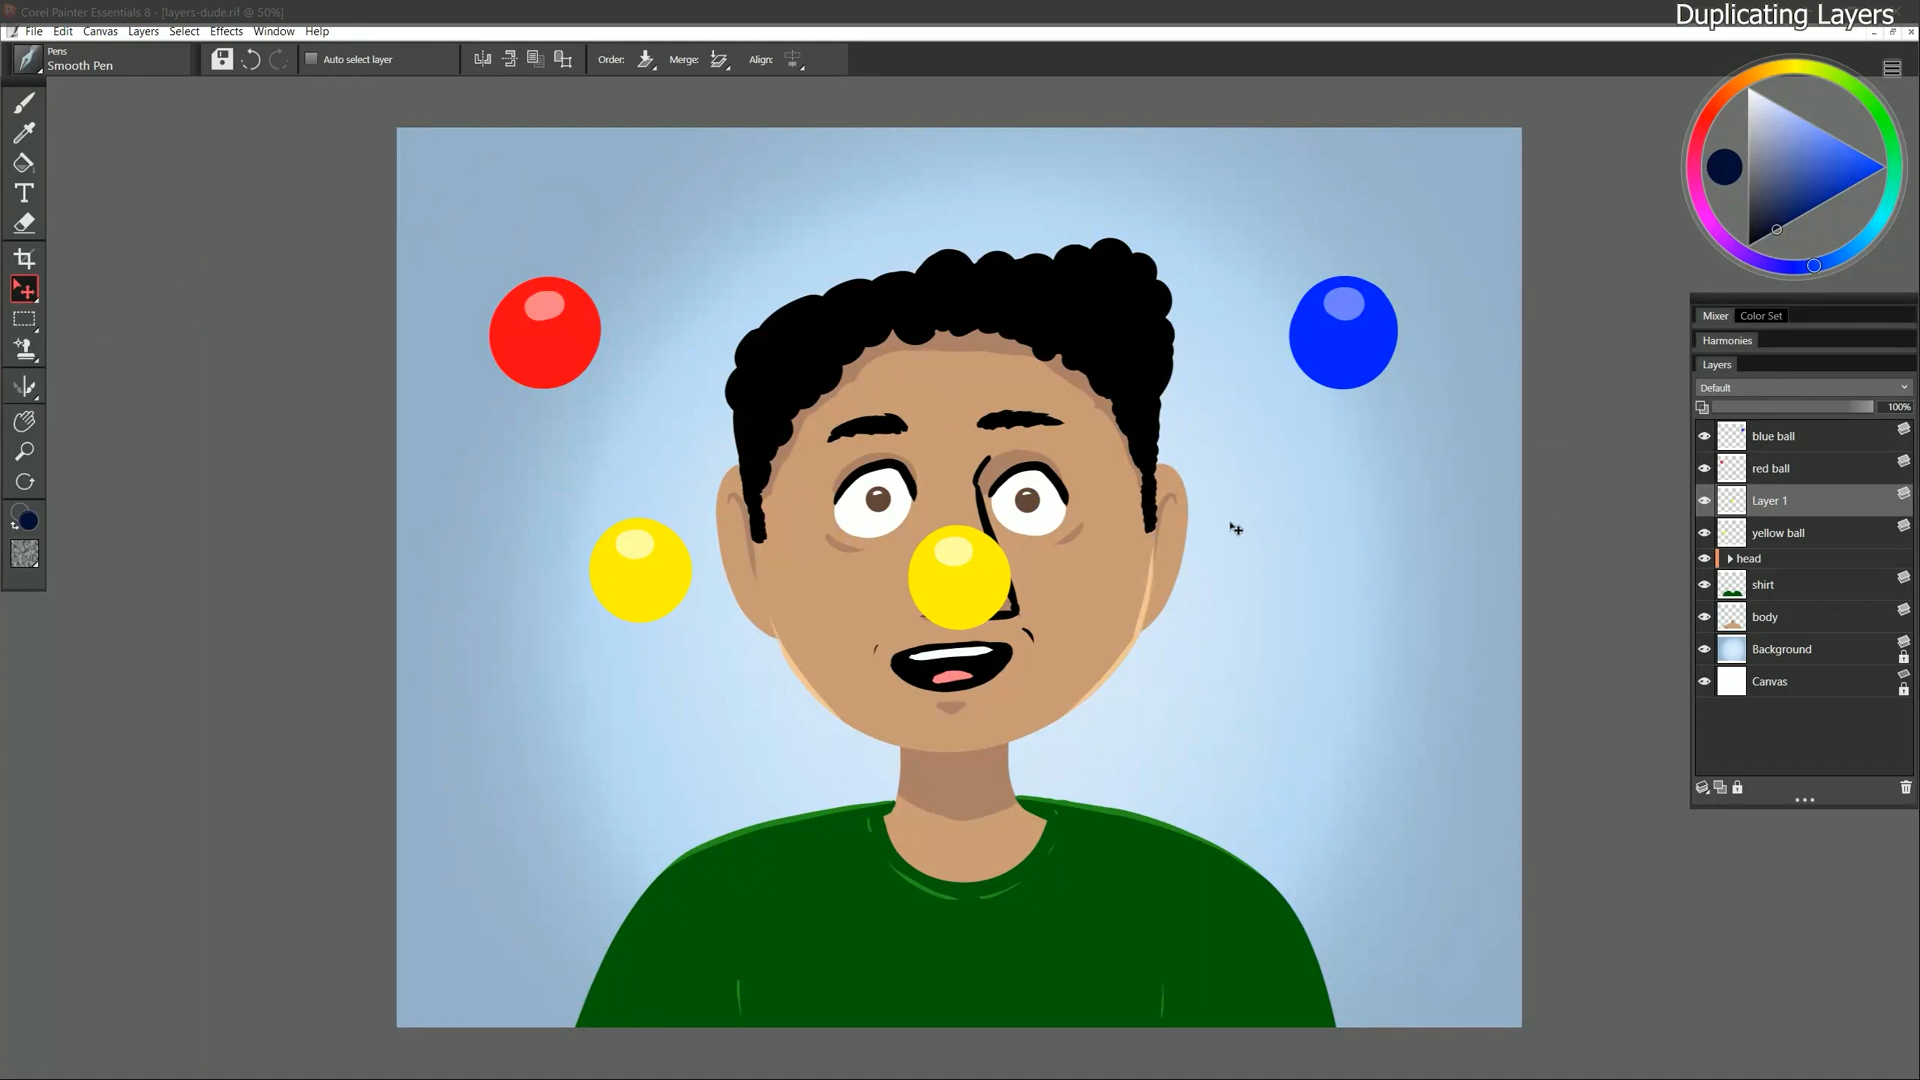 Corel Painter Essentials 8 - [layers-dude.rif @ 50%]
Duplicating Layers
File Edit Canvas Layers Select Effects Window Help
Pens
Smooth Pen
Auto select layer
Order:
Merge:
Align:
Mixer
Color Set
Harmonies
Layers
Default
100%
blue ball
red ball
Layer 1
yellow ball
head
shirt
body
Background
Canvas